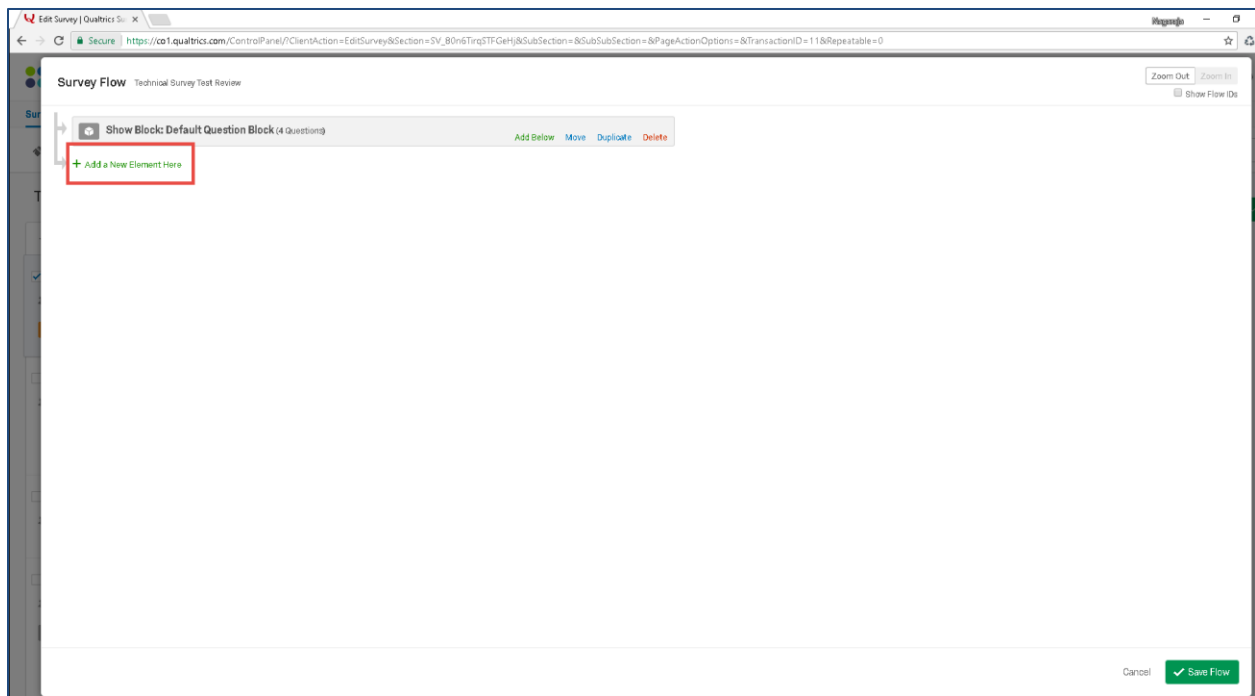 Edit Survey | Qualtrics Su
Secure https://co1.qualtrics.com/ControlPanel/?ClientAction=EditSurvey&Section=SV_80n6TirqSTFGeHj&SubSection=&SubSubSection=&PageActionOptions=&TransactionID=11&Repeatable=0
Survey Flow Technical Survey Test Review
Zoom Out Zoom In
Show Flow IDs
Sur
Show Block: Default Question Block (4 Questions)
Add Below Move Duplicate Delete
+ Add a New Element Here
T
Cancel Save Flow